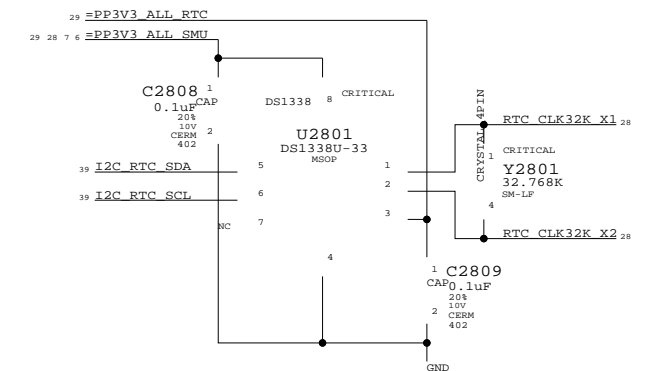 29 =PP3V3_ALL_RTC
29 28 7 6 =PP3V3_ALL_SMU
C2808
1
CAP
0.1uF
20%
10V
CERM
402
2
DS1338
8
CRITICAL
U2801
DS1338U-33
MSOP
39 I2C_RTC_SDA
5
39 I2C_RTC_SCL
6
NC
7
1
2
3
4
CRYSTAL_4PIN
RTC_CLK32K_X1 28
1
CRITICAL
Y2801
32.768K
SM-LF
4
RTC_CLK32K_X2 28
1
C2809
CAP
0.1uF
20%
10V
CERM
402
2
GND